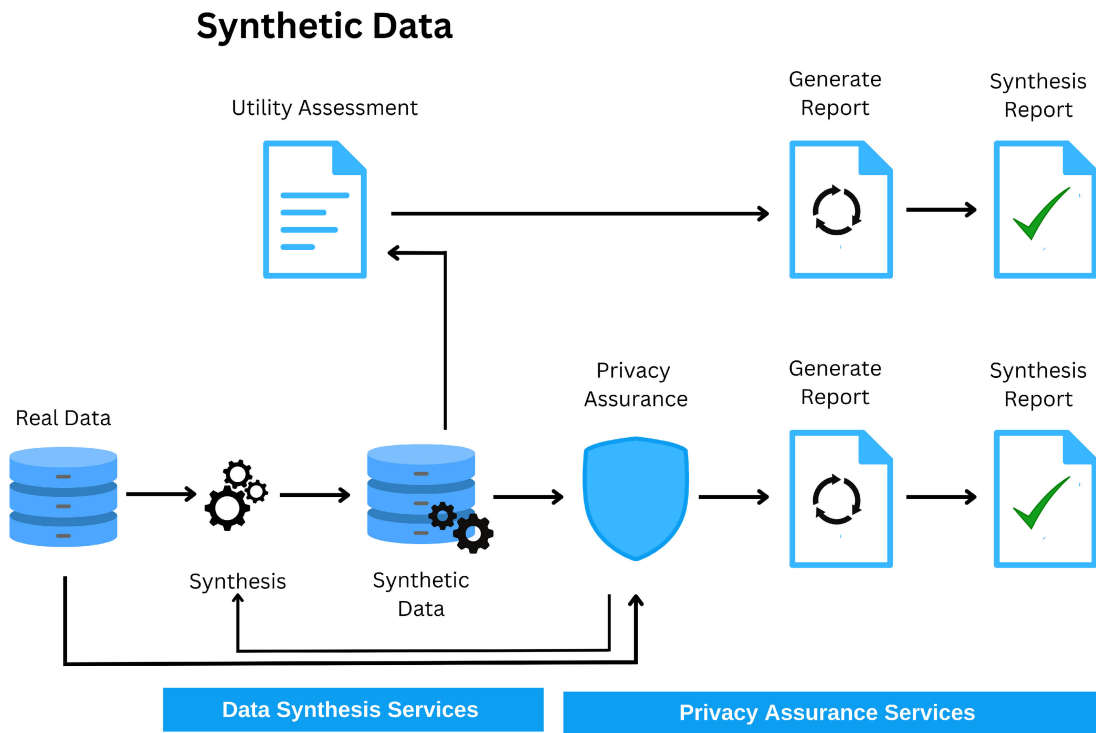 Synthetic Data
Utility Assessment
Generate
Report
Synthesis
Report
Real Data
Synthesis
Synthetic
Data
Privacy
Assurance
Generate
Report
Synthesis
Report
Data Synthesis Services
Privacy Assurance Services